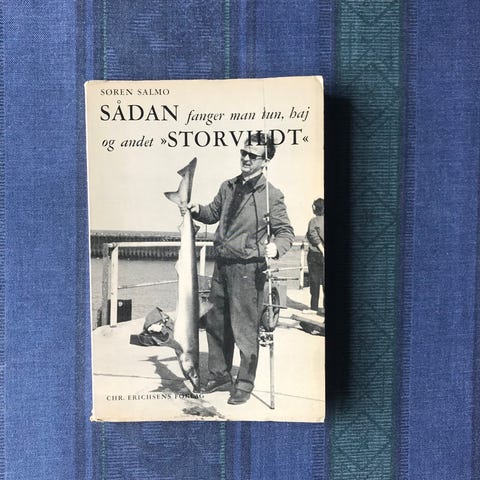 SØREN SALMO
SÅDAN fanger man tun, haj
og andet »STORVILDT«
CHR. ERICHSENS FORLAG